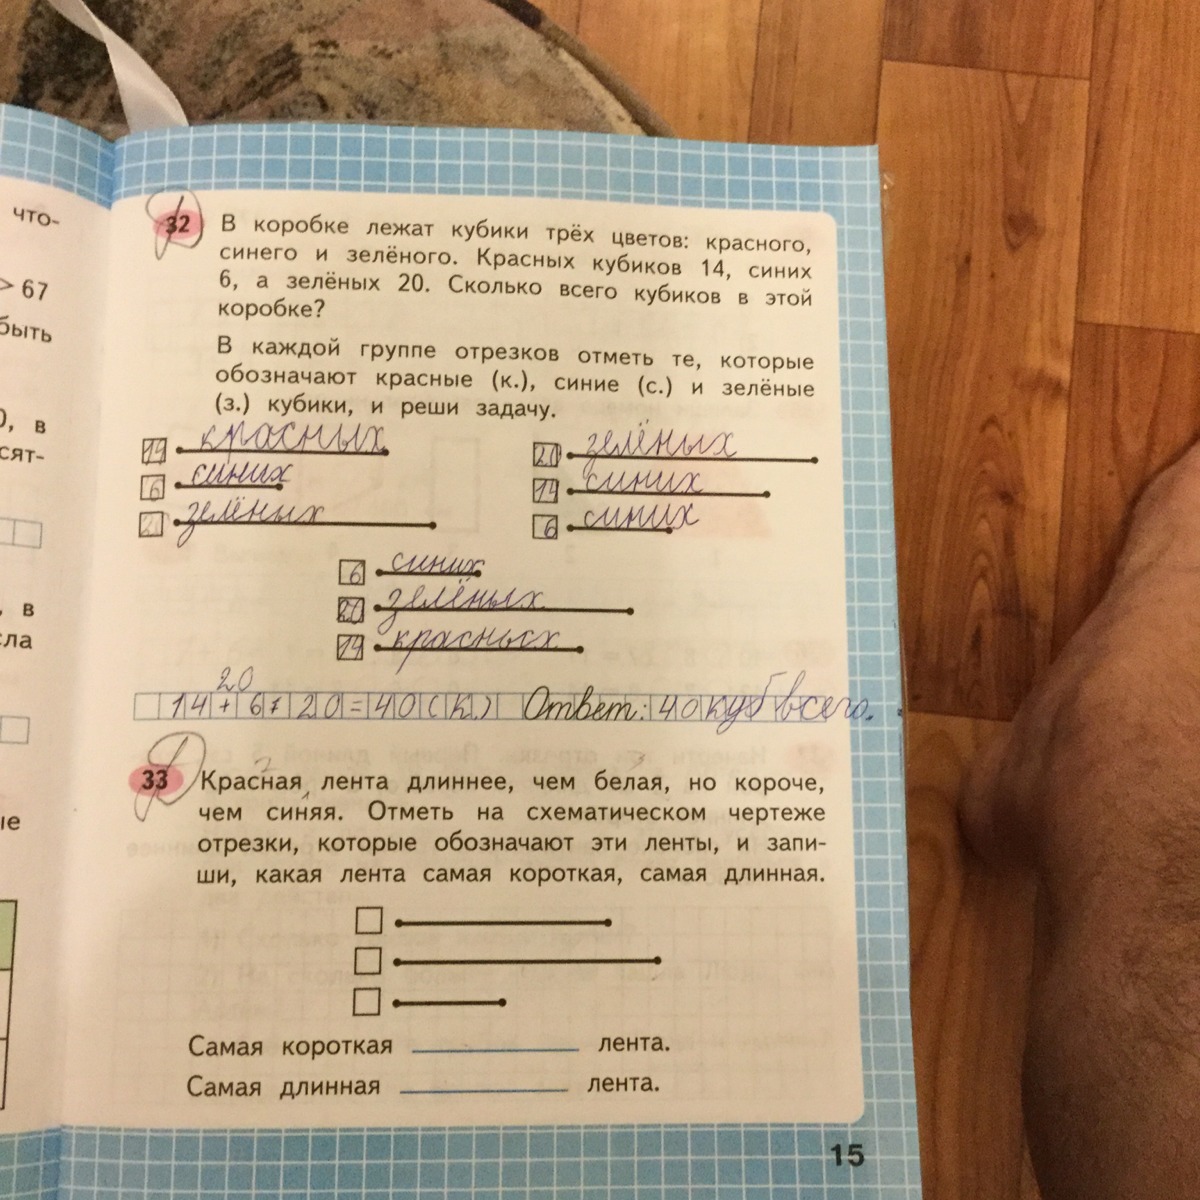 что-
> 67
быть
0, в
сят-
, в
сла
ые
32 В коробке лежат кубики трёх цветов: красного,
синего и зелёного. Красных кубиков 14, синих
6, а зелёных 20. Сколько всего кубиков в этой
коробке?
В каждой группе отрезков отметь те, которые
обозначают красные (к.), синие (с.) и зелёные
(з.) кубики, и реши задачу.
14 красных
6 синих
зелёных
20 зелёных
14 синих
6 синих
6 синих
20 зелёных
14 красных
20
14+6+20=40(к.) Ответ: 40 куб всего.
33 Красная лента длиннее, чем белая, но короче,
чем синяя. Отметь на схематическом чертеже
отрезки, которые обозначают эти ленты, и запи-
ши, какая лента самая короткая, самая длинная.
Самая короткая лента.
Самая длинная лента.
15